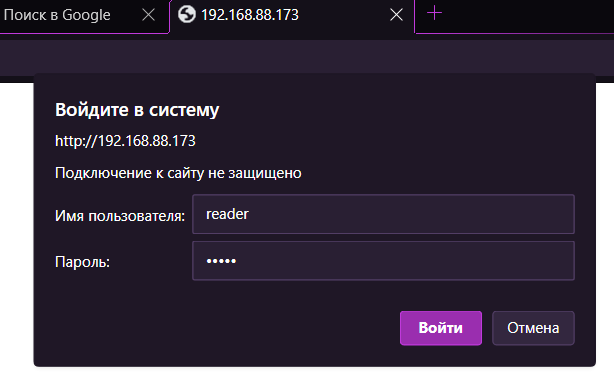 Поиск в Google
192.168.88.173
Войдите в систему
http://192.168.88.173
Подключение к сайту не защищено
Имя пользователя: reader
Пароль: •••••
Войти Отмена